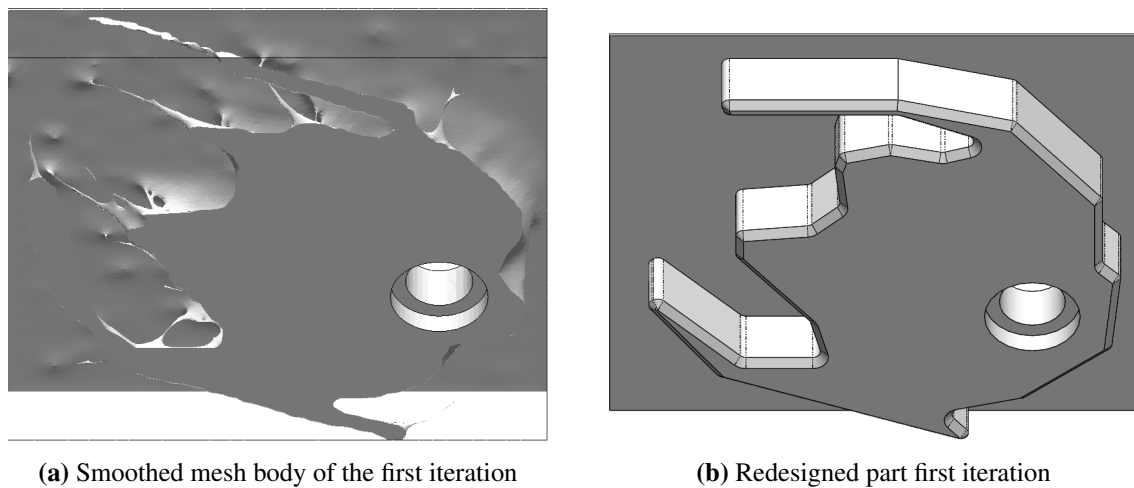 (a) Smoothed mesh body of the first iteration
(b) Redesigned part first iteration